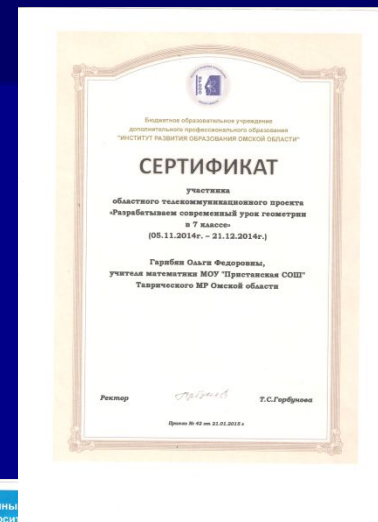 Бюджетное образовательное учреждение
дополнительного профессионального образования
"ИНСТИТУТ РАЗВИТИЯ ОБРАЗОВАНИЯ ОМСКОЙ ОБЛАСТИ"
СЕРТИФИКАТ
участника
областного телекоммуникационного проекта
«Разрабатываем современный урок геометрии
в 7 классе»
(05.11.2014г. – 21.12.2014г.)
Гарибян Ольги Федоровны,
учителя математики МОУ "Пристанская СОШ"
Таврического МР Омской области
Ректор
Т.С.Горбунова
Приказ № 42 от 21.01.2015 г